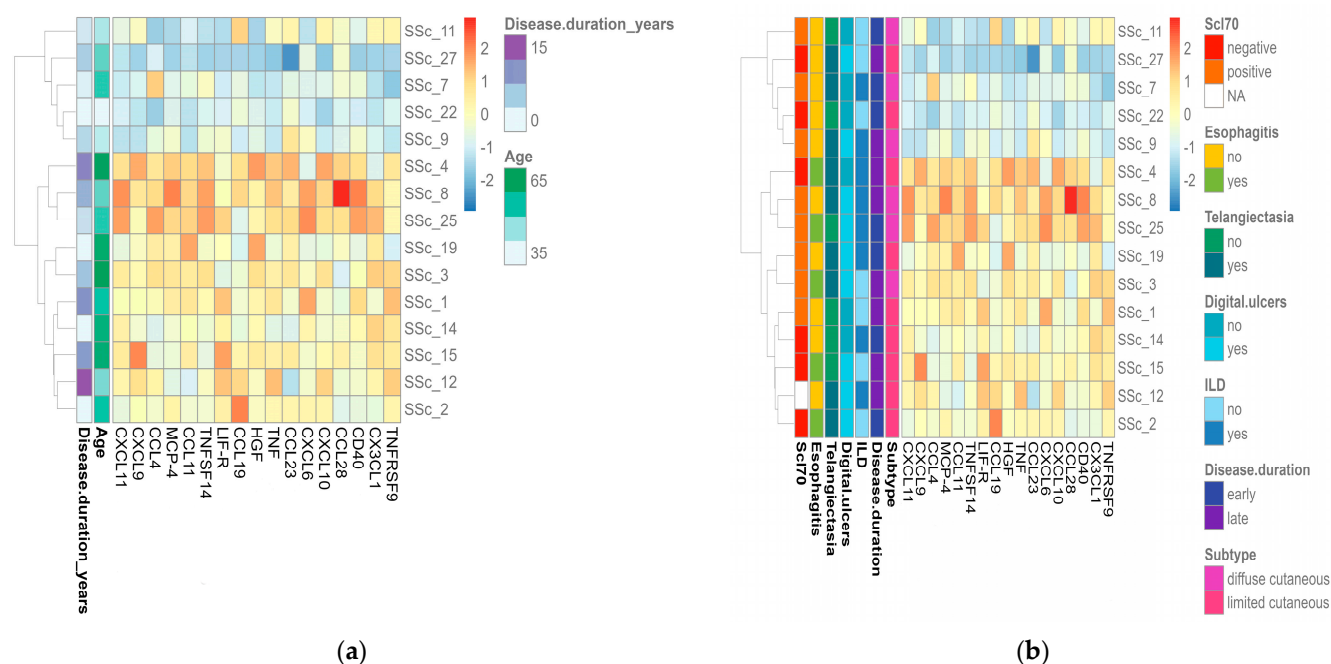 Disease.duration_years
15
0
Age
65
35
2
1
0
-1
-2
SSc_11
SSc_27
SSc_7
SSc_22
SSc_9
SSc_4
SSc_8
SSc_25
SSc_19
SSc_3
SSc_1
SSc_14
SSc_15
SSc_12
SSc_2
Disease.duration_years
Age
CXCL11
CXCL9
CCL4
MCP-4
CCL11
TNFSF14
LIF-R
CCL19
HGF
TNF
CCL23
CXCL6
CXCL10
CCL28
CD40
CX3CL1
TNFRSF9
(a)
SSc_11
SSc_27
SSc_7
SSc_22
SSc_9
SSc_4
SSc_8
SSc_25
SSc_19
SSc_3
SSc_1
SSc_14
SSc_15
SSc_12
SSc_2
2
1
0
-1
-2
Scl70
negative
positive
NA
Esophagitis
no
yes
Telangiectasia
no
yes
Digital.ulcers
no
yes
ILD
no
yes
Disease.duration
early
late
Subtype
diffuse cutaneous
limited cutaneous
Scl70
Esophagitis
Telangiectasia
Digital.ulcers
ILD
Disease.duration
Subtype
CXCL11
CXCL9
CCL4
MCP-4
CCL11
TNFSF14
LIF-R
CCL19
HGF
TNF
CCL23
CXCL6
CXCL10
CCL28
CD40
CX3CL1
TNFRSF9
(b)